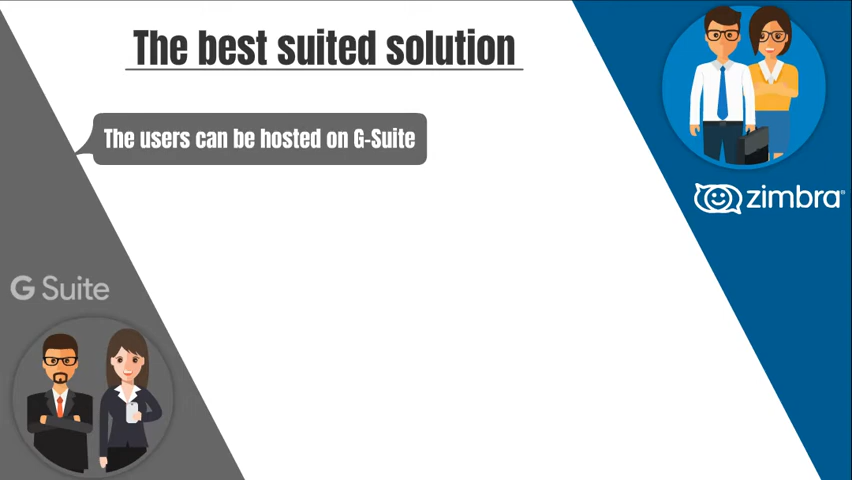 The best suited solution
The users can be hosted on G-Suite
zimbra®
G Suite